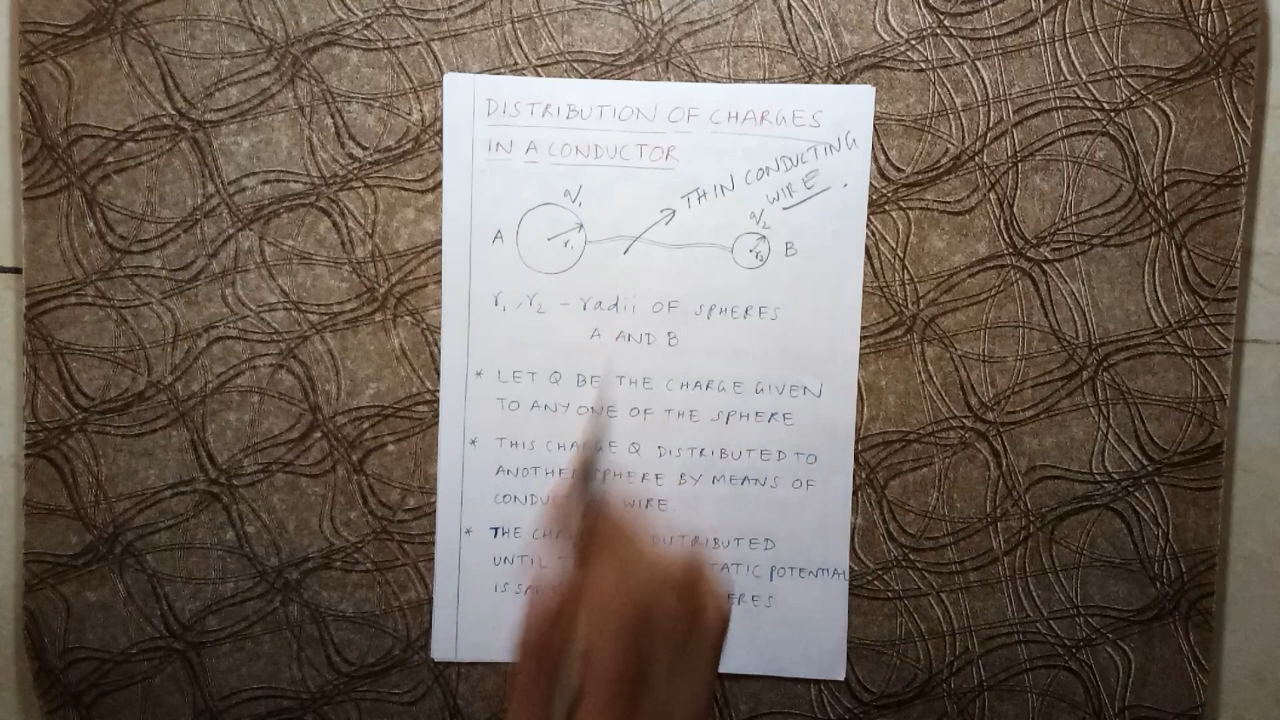 DISTRIBUTION OF CHARGES
IN A CONDUCTOR
THIN CONDUCTING
WIRE.
q₁
q₂
A
r₁
r₂
B
r₁, r₂ - radii OF SPHERES
A AND B
* LET Q BE THE CHARGE GIVEN
TO ANY ONE OF THE SPHERE
* THIS CHARGE Q DISTRIBUTED TO
ANOTHER SPHERE BY MEANS OF
WIRE.
* THE DISTRIBUTED
UNTIL POTENTIAL
IS